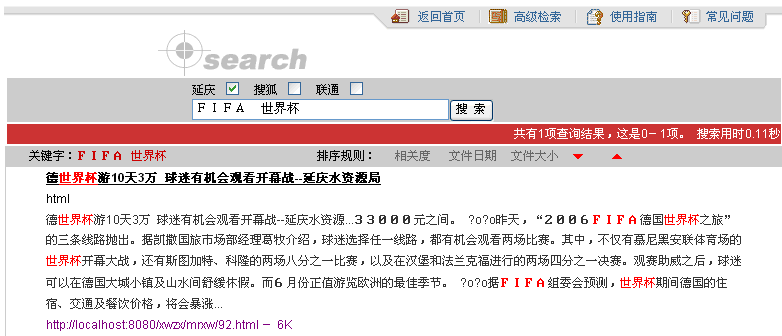 返回首页 高级检索 使用指南 常见问题
search
延庆 搜狐 联通
ＦＩＦＡ 世界杯 搜 索
共有1项查询结果，这是0－1项。 搜索用时0.11秒
关键字：ＦＩＦＡ 世界杯 排序规则： 相关度 文件日期 文件大小
德世界杯游10天3万 球迷有机会观看开幕战--延庆水资源局
html
德世界杯游10天3万 球迷有机会观看开幕战--延庆水资源...３３０００元之间。 ?o?o昨天，“２００６ＦＩＦＡ德国世界杯之旅”
的三条线路抛出。据凯撒国旅市场部经理葛牧介绍，球迷选择任一线路，都有机会观看两场比赛。其中，不仅有慕尼黑安联体育场的
世界杯开幕大战，还有斯图加特、科隆的两场八分之一比赛，以及在汉堡和法兰克福进行的两场四分之一决赛。观赛助威之后，球迷
可以在德国大城小镇及山水间舒缓休假。而６月份正值游览欧洲的最佳季节。 ?o?o据ＦＩＦＡ组委会预测，世界杯期间德国的住
宿、交通及餐饮价格，将会暴涨...
http://localhost:8080/xwzx/mrxw/92.html － 6K